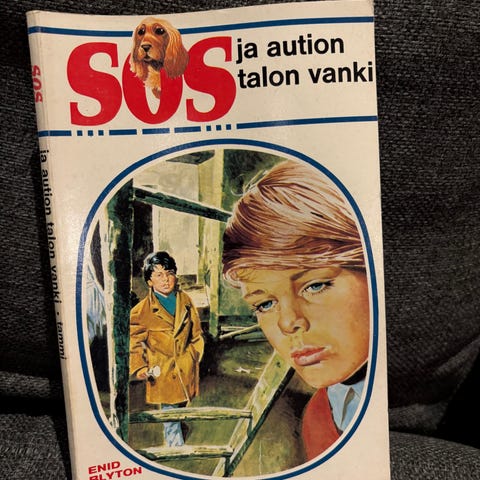 SOS
ja aution
talon vanki
SOS
ja aution talon vanki • tammi
ENID
BLYTON